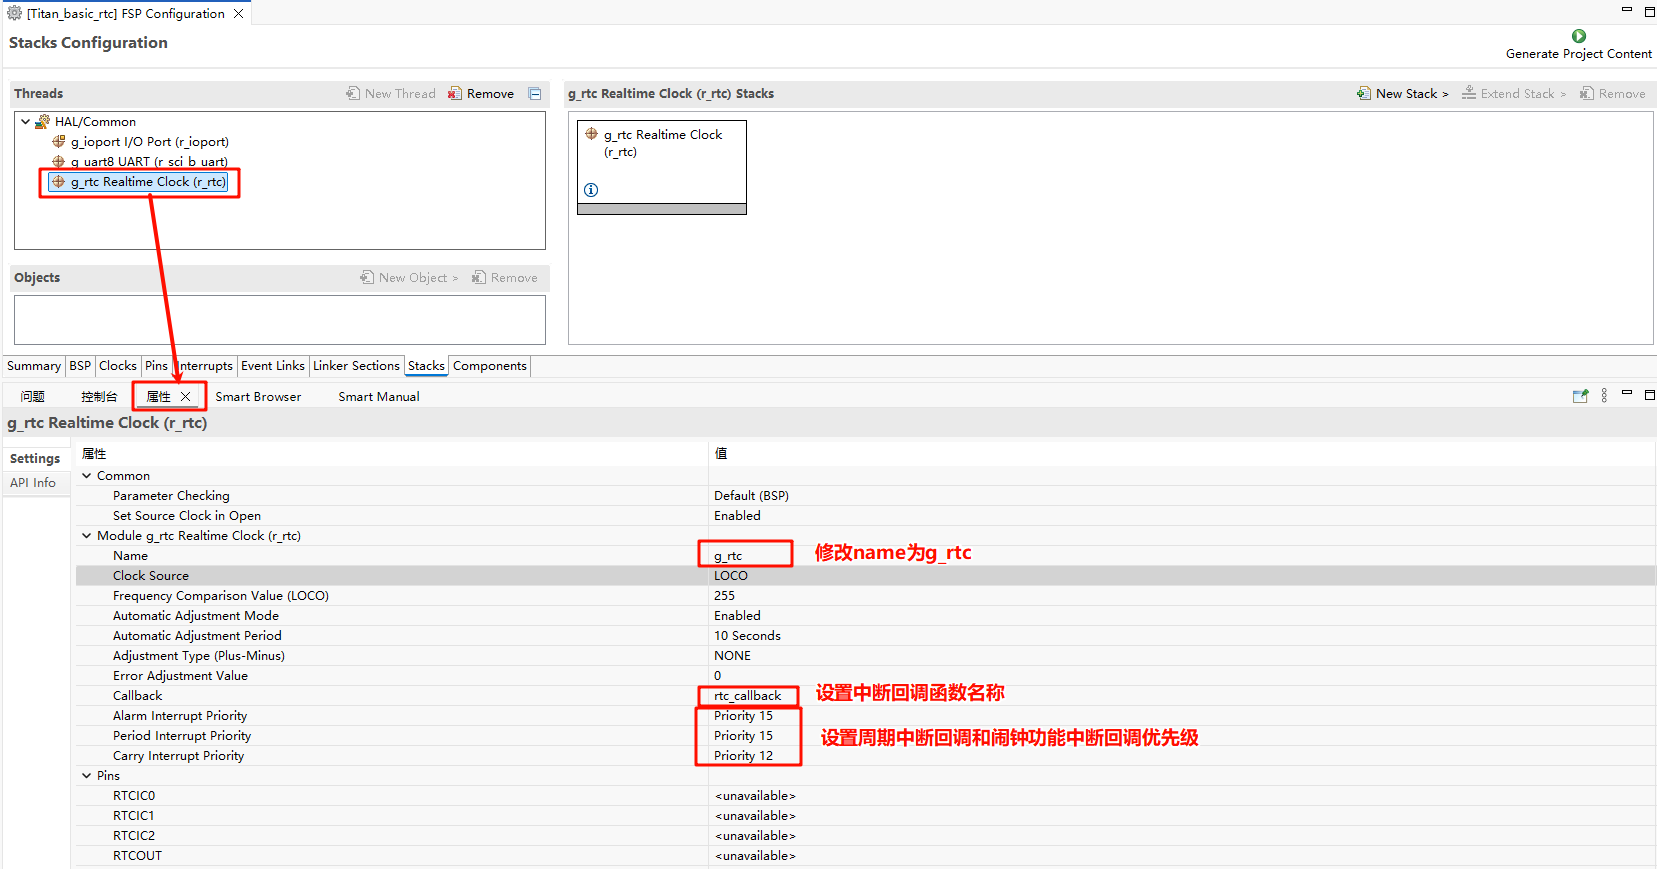 [Titan_basic_rtc] FSP Configuration
Stacks Configuration
Generate Project Content
Threads New Thread Remove
HAL/Common
g_ioport I/O Port (r_ioport)
g_uart8 UART (r_sci_b_uart)
g_rtc Realtime Clock (r_rtc)
g_rtc Realtime Clock (r_rtc) Stacks New Stack > Extend Stack > Remove
g_rtc Realtime Clock
(r_rtc)
Objects New Object > Remove
Summary BSP Clocks Pins Interrupts Event Links Linker Sections Stacks Components
问题 控制台 属性 Smart Browser Smart Manual
g_rtc Realtime Clock (r_rtc)
Settings
API Info
属性 值
Common
Parameter Checking Default (BSP)
Set Source Clock in Open Enabled
Module g_rtc Realtime Clock (r_rtc)
Name g_rtc 修改name为g_rtc
Clock Source LOCO
Frequency Comparison Value (LOCO) 255
Automatic Adjustment Mode Enabled
Automatic Adjustment Period 10 Seconds
Adjustment Type (Plus-Minus) NONE
Error Adjustment Value 0
Callback rtc_callback 设置中断回调函数名称
Alarm Interrupt Priority Priority 15
Period Interrupt Priority Priority 15 设置周期中断回调和闹钟功能中断回调优先级
Carry Interrupt Priority Priority 12
Pins
RTCIC0 <unavailable>
RTCIC1 <unavailable>
RTCIC2 <unavailable>
RTCOUT <unavailable>